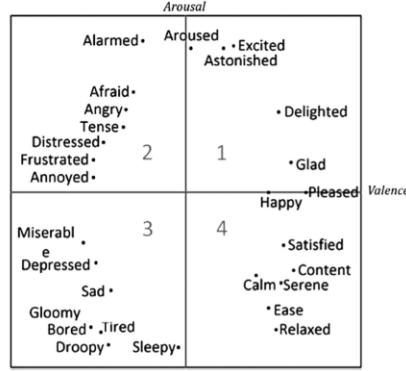 Arousal
Alarmed
Aroused
Excited
Astonished
Afraid
Angry
Tense
Distressed
Frustrated
Annoyed
2
1
Delighted
Glad
Pleased
Happy
Valence
3
4
Miserabl
e
Depressed
Sad
Gloomy
Bored
Tired
Droopy
Sleepy
Satisfied
Content
Calm
Serene
Ease
Relaxed